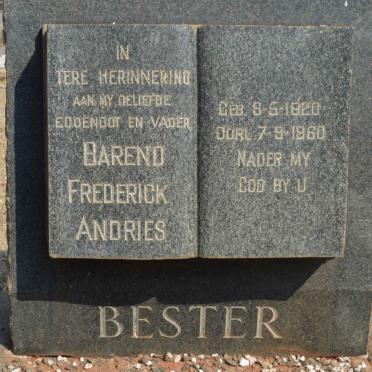 IN
TERE HERINNERING
AAN MY GELIEFDE
EGGENOOT EN VADER
BAREND
FREDERICK
ANDRIES
GEB. 9-5-1920
OORL. 7-9-1960
NADER MY
GOD BY U
BESTER